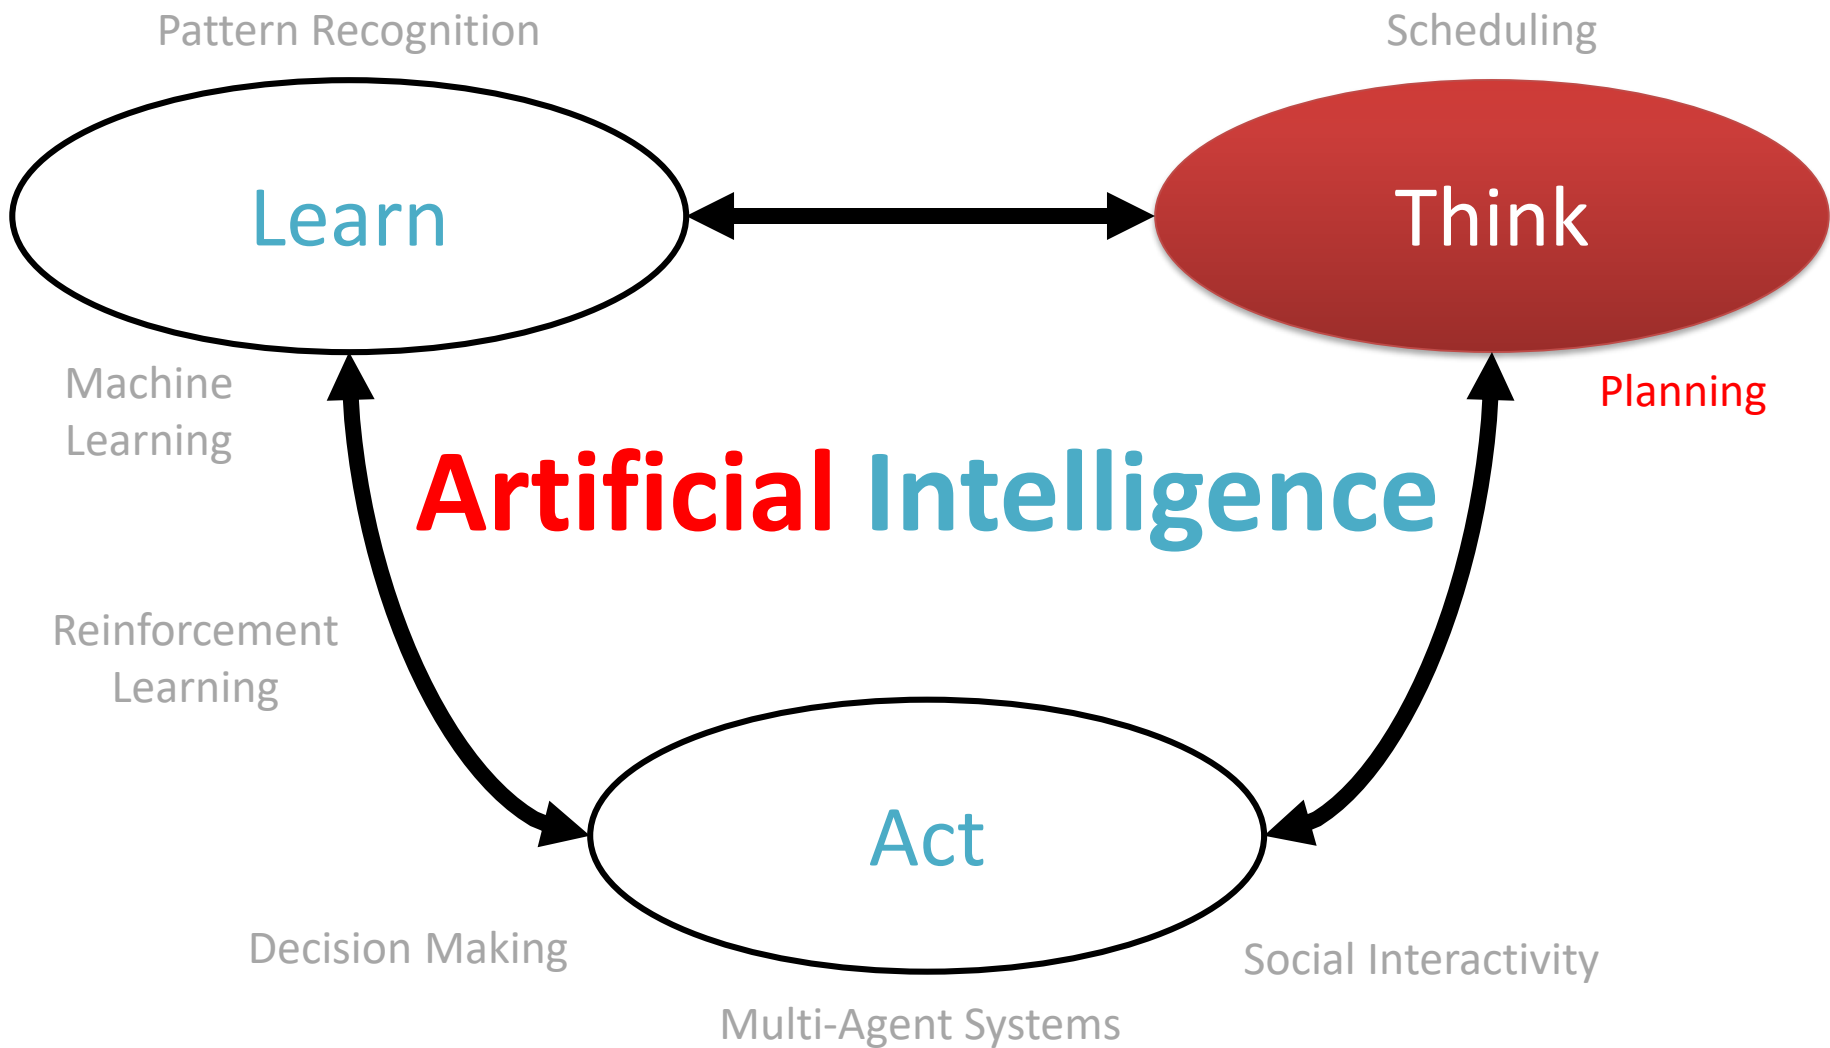 Pattern Recognition
Scheduling
Learn
Think
Machine
Learning
Planning
Artificial Intelligence
Reinforcement
Learning
Act
Decision Making
Social Interactivity
Multi-Agent Systems